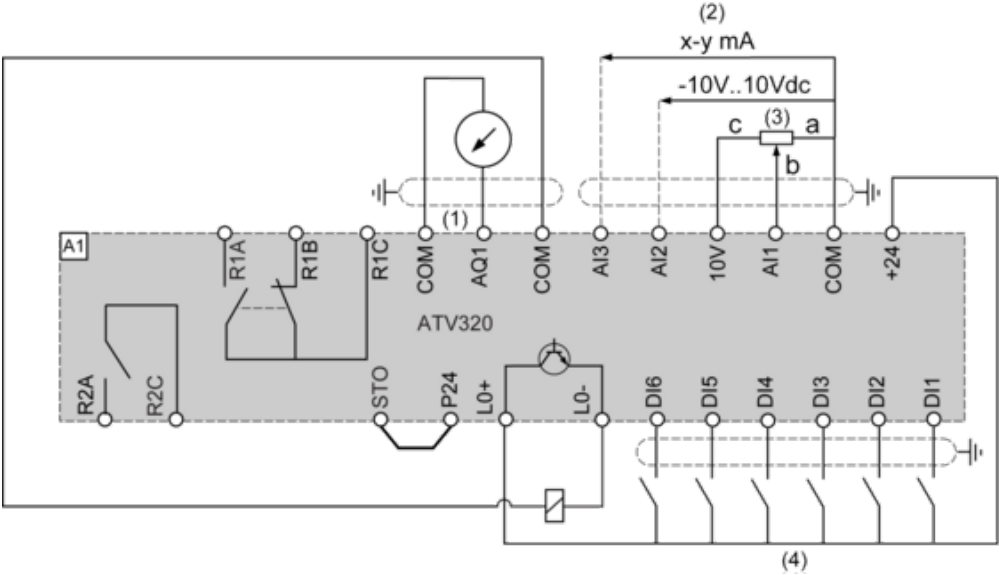 (2)
x-y mA
-10V..10Vdc
c (3) a
b
(1)
A1
R1A
R1B
R1C
COM
AQ1
COM
AI3
AI2
10V
AI1
COM
+24
ATV320
R2A
R2C
STO
P24
L0+
L0-
DI6
DI5
DI4
DI3
DI2
DI1
(4)